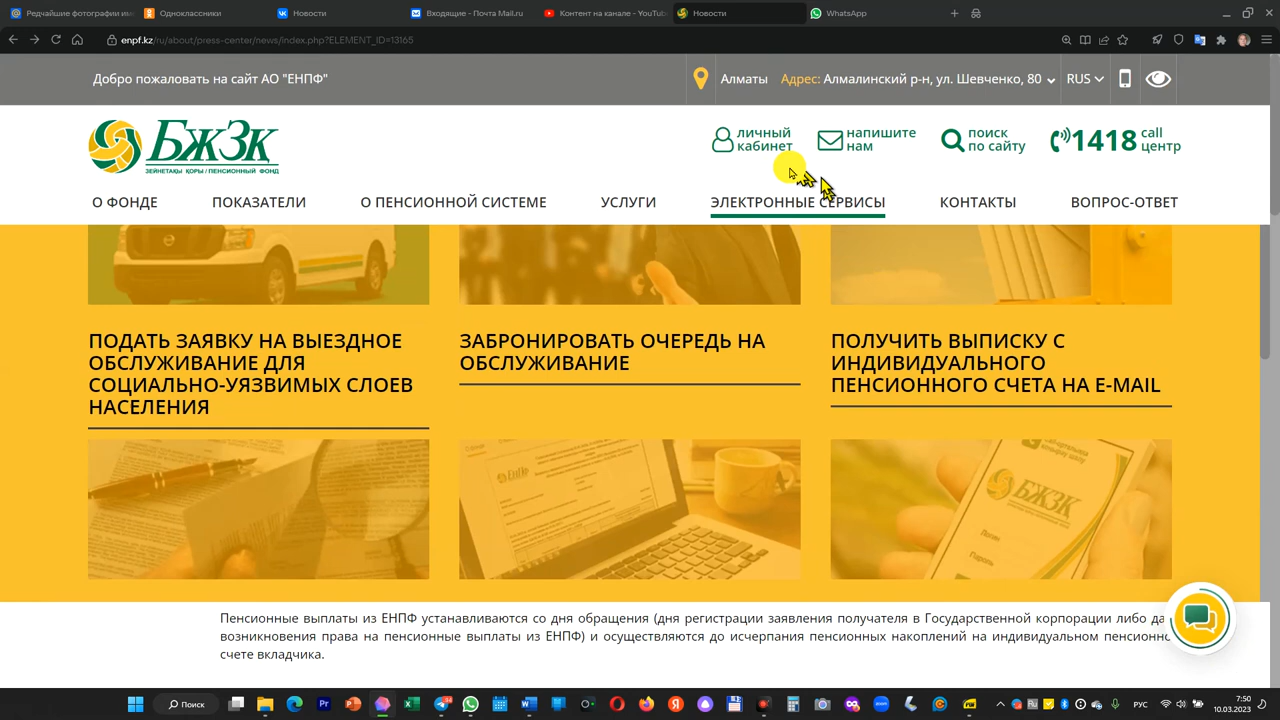 Редчайшие фотографии им
Одноклассники
Новости
Входящие - Почта Mail.ru
Контент на канале - YouTub
Новости
WhatsApp
enpf.kz/ru/about/press-center/news/index.php?ELEMENT_ID=13165
Добро пожаловать на сайт АО "ЕНПФ"
Алматы
Адрес: Алмалинский р-н, ул. Шевченко, 80
RUS
БЖЗҚ
ЗЕЙНЕТАҚЫ ҚОРЫ/ПЕНСИОННЫЙ ФОНД
личный
кабинет
напишите
нам
поиск
по сайту
1418
call
центр
О ФОНДЕ
ПОКАЗАТЕЛИ
О ПЕНСИОННОЙ СИСТЕМЕ
УСЛУГИ
ЭЛЕКТРОННЫЕ СЕРВИСЫ
КОНТАКТЫ
ВОПРОС-ОТВЕТ
ПОДАТЬ ЗАЯВКУ НА ВЫЕЗДНОЕ
ОБСЛУЖИВАНИЕ ДЛЯ
СОЦИАЛЬНО-УЯЗВИМЫХ СЛОЕВ
НАСЕЛЕНИЯ
ЗАБРОНИРОВАТЬ ОЧЕРЕДЬ НА
ОБСЛУЖИВАНИЕ
ПОЛУЧИТЬ ВЫПИСКУ С
ИНДИВИДУАЛЬНОГО
ПЕНСИОННОГО СЧЕТА НА E-MAIL
БЖЗҚ
Логин
Пароль
Пенсионные выплаты из ЕНПФ устанавливаются со дня обращения (дня регистрации заявления получателя в Государственной корпорации либо да
возникновения права на пенсионные выплаты из ЕНПФ) и осуществляются до исчерпания пенсионных накоплений на индивидуальном пенсионно
счете вкладчика.
Поиск
РУС
7:50
10.03.2023